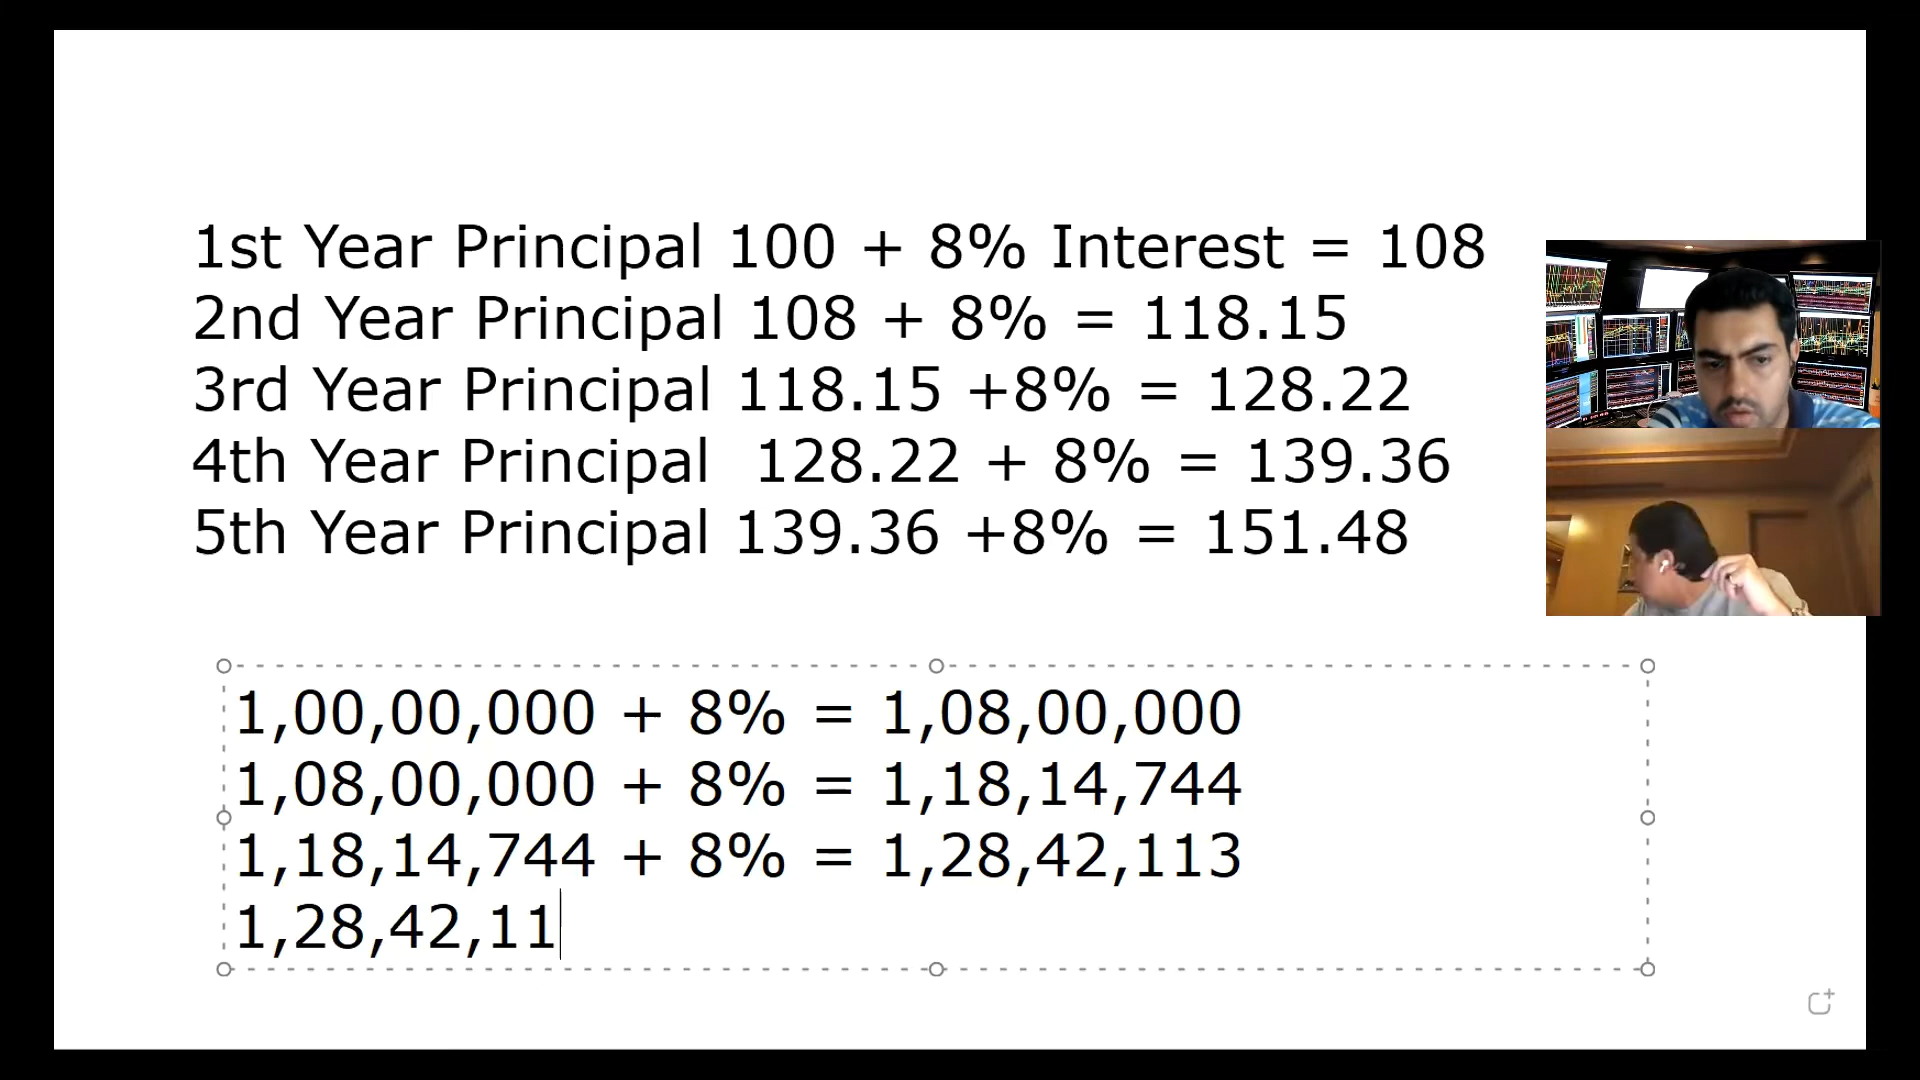 1st Year Principal 100 + 8% Interest = 108
2nd Year Principal 108 + 8% = 118.15
3rd Year Principal 118.15 +8% = 128.22
4th Year Principal  128.22 + 8% = 139.36
5th Year Principal 139.36 +8% = 151.48
1,00,00,000 + 8% = 1,08,00,000
1,08,00,000 + 8% = 1,18,14,744
1,18,14,744 + 8% = 1,28,42,113
1,28,42,11